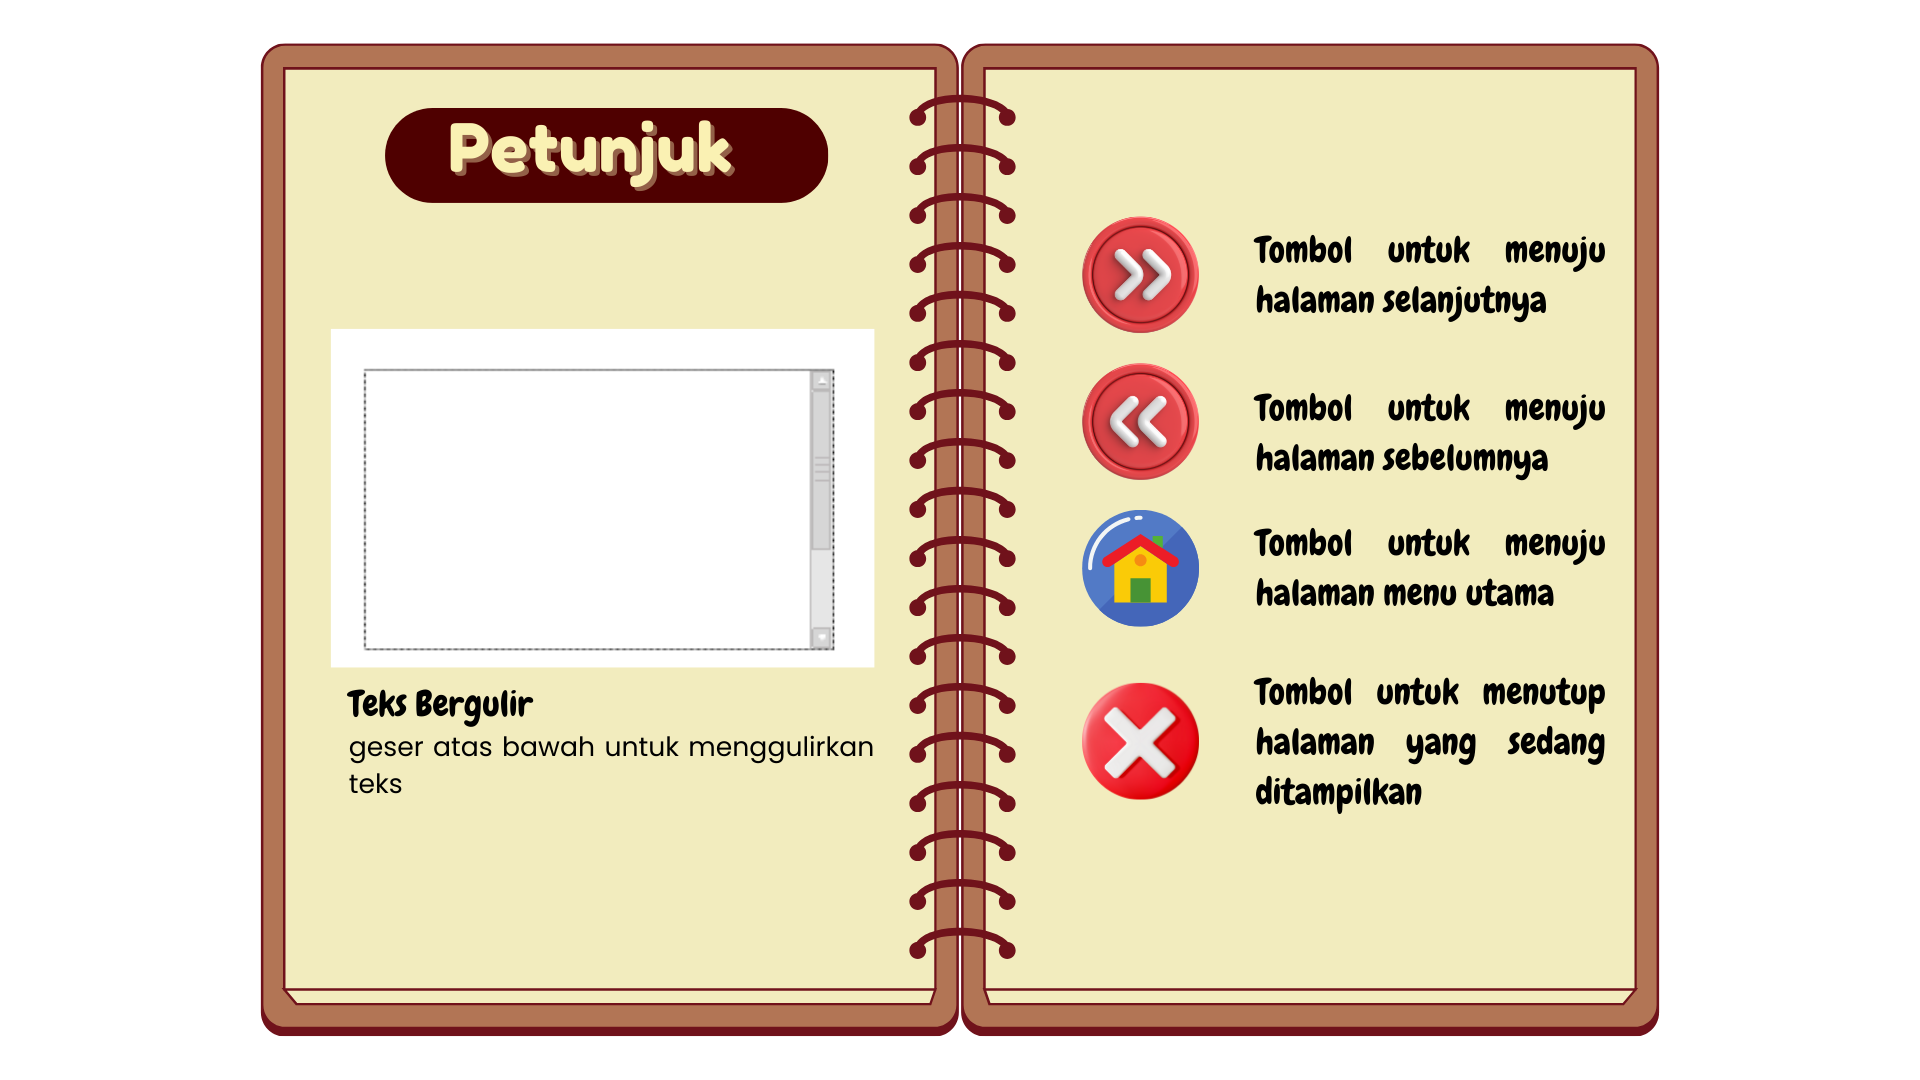 Petunjuk
Teks Bergulir
geser atas bawah untuk menggulirkan
teks
Tombol untuk menuju
halaman selanjutnya
Tombol untuk menuju
halaman sebelumnya
Tombol untuk menuju
halaman menu utama
Tombol untuk menutup
halaman yang sedang
ditampilkan